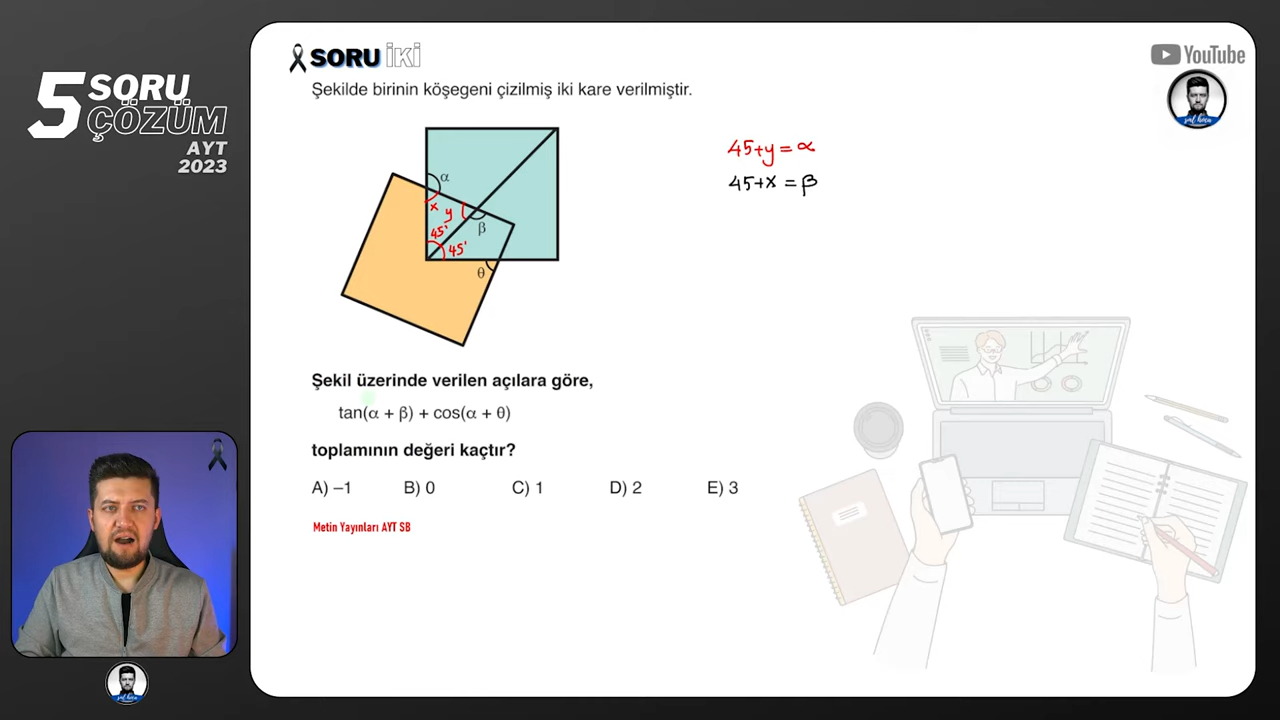 5 SORU
ÇÖZÜM
AYT
2023
SORU İKİ
YouTube
Şekilde birinin köşegeni çizilmiş iki kare verilmiştir.
45+y = α
45+x = β
α
x
y
β
45°
45°
θ
Şekil üzerinde verilen açılara göre,
tan(α + β) + cos(α + θ)
toplamının değeri kaçtır?
A) –1 B) 0 C) 1 D) 2 E) 3
Metin Yayınları AYT SB